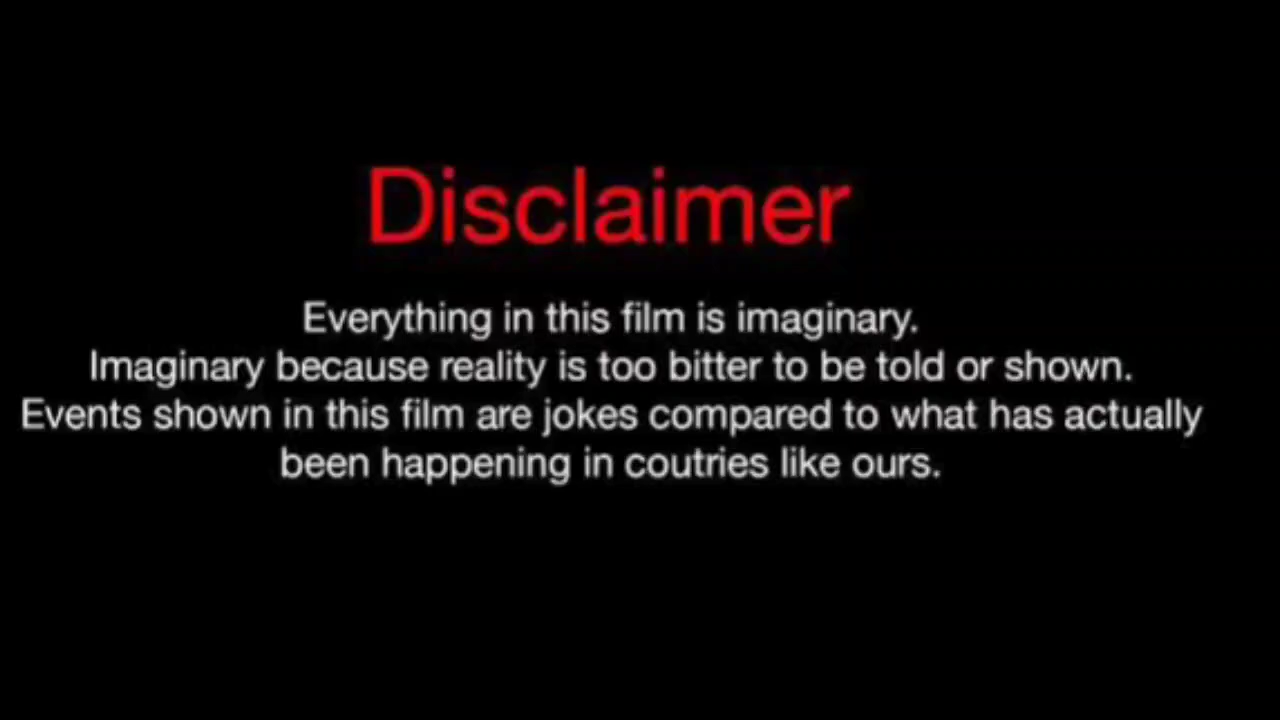 Disclaimer
Everything in this film is imaginary.
Imaginary because reality is too bitter to be told or shown.
Events shown in this film are jokes compared to what has actually
been happening in coutries like ours.